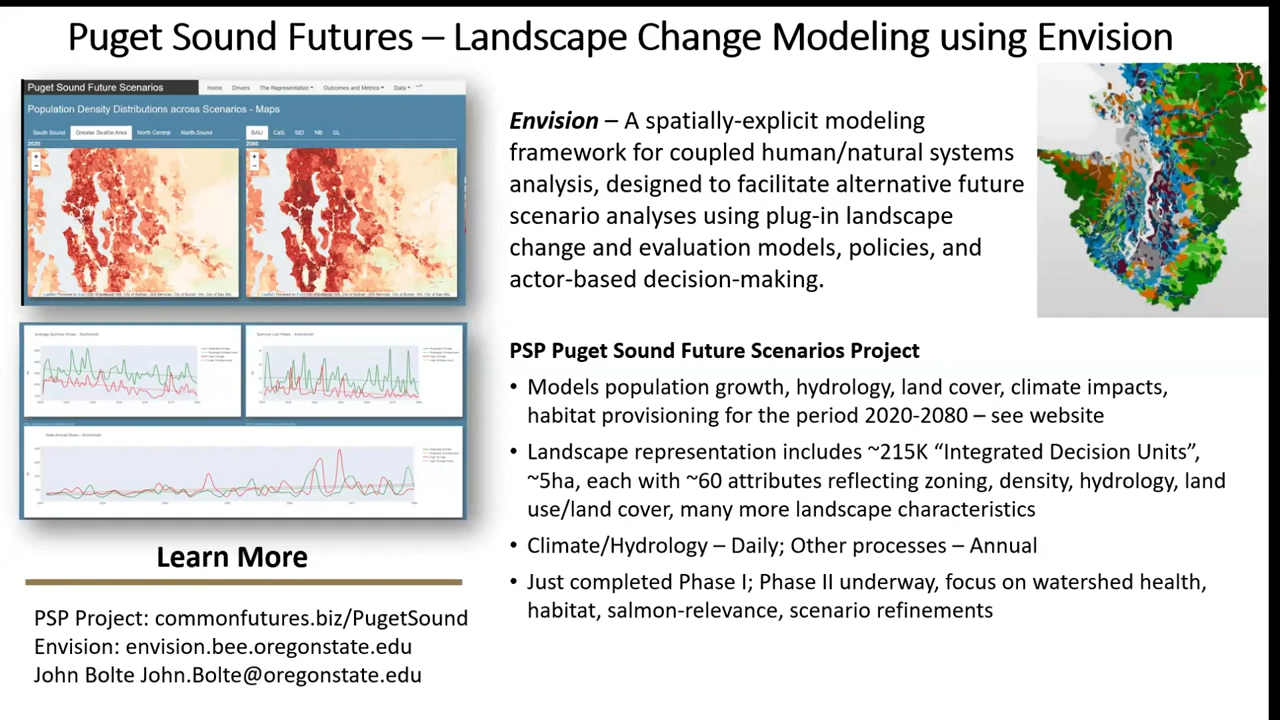 Puget Sound Futures – Landscape Change Modeling using Envision
Puget Sound Future Scenarios
Home Drivers The Representation Outcomes and Metrics Data
Population Density Distributions across Scenarios - Maps
South Sound Greater Seattle Area North Central North Sound
BAU CaS StD NB GL
2020
2080
Learn More
PSP Project: commonfutures.biz/PugetSound
Envision: envision.bee.oregonstate.edu
John Bolte John.Bolte@oregonstate.edu
Envision – A spatially-explicit modeling
framework for coupled human/natural systems
analysis, designed to facilitate alternative future
scenario analyses using plug-in landscape
change and evaluation models, policies, and
actor-based decision-making.
PSP Puget Sound Future Scenarios Project
• Models population growth, hydrology, land cover, climate impacts,
habitat provisioning for the period 2020-2080 – see website
• Landscape representation includes ~215K “Integrated Decision Units”,
~5ha, each with ~60 attributes reflecting zoning, density, hydrology, land
use/land cover, many more landscape characteristics
• Climate/Hydrology – Daily; Other processes – Annual
• Just completed Phase I; Phase II underway, focus on watershed health,
habitat, salmon-relevance, scenario refinements